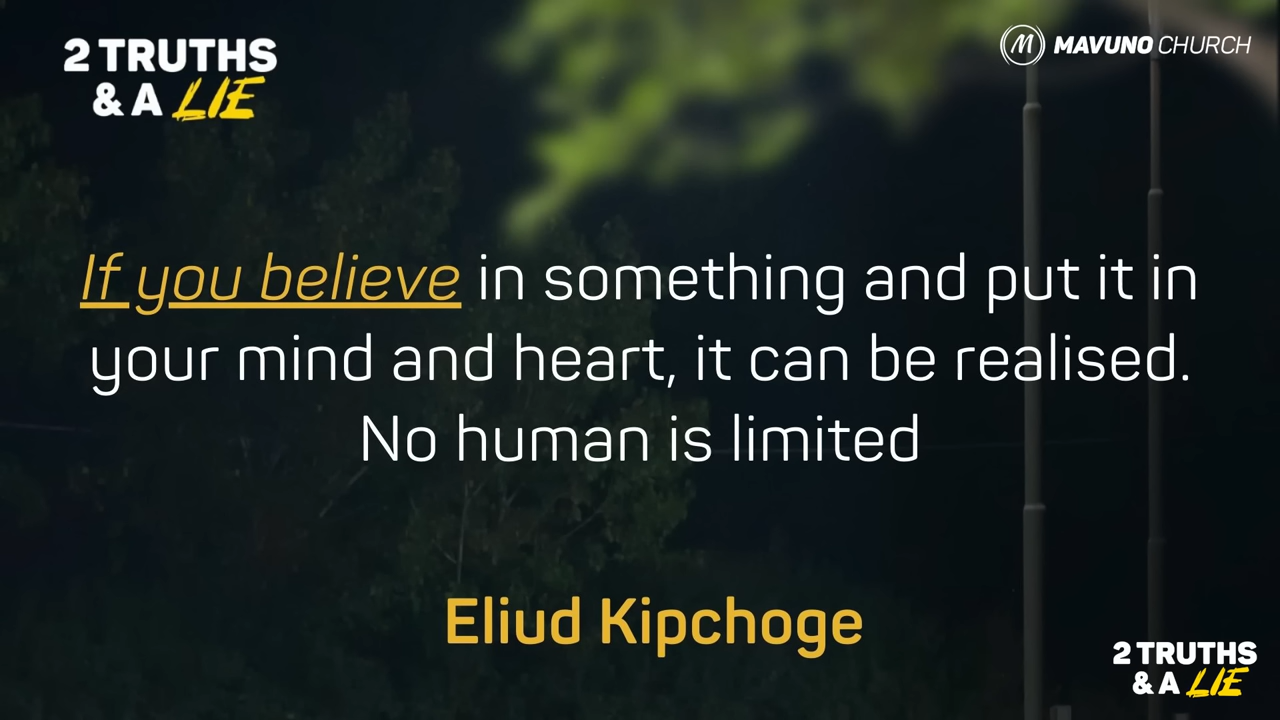 2 TRUTHS
& A LIE
MAVUNO CHURCH
If you believe in something and put it in
your mind and heart, it can be realised.
No human is limited
Eliud Kipchoge
2 TRUTHS
& A LIE